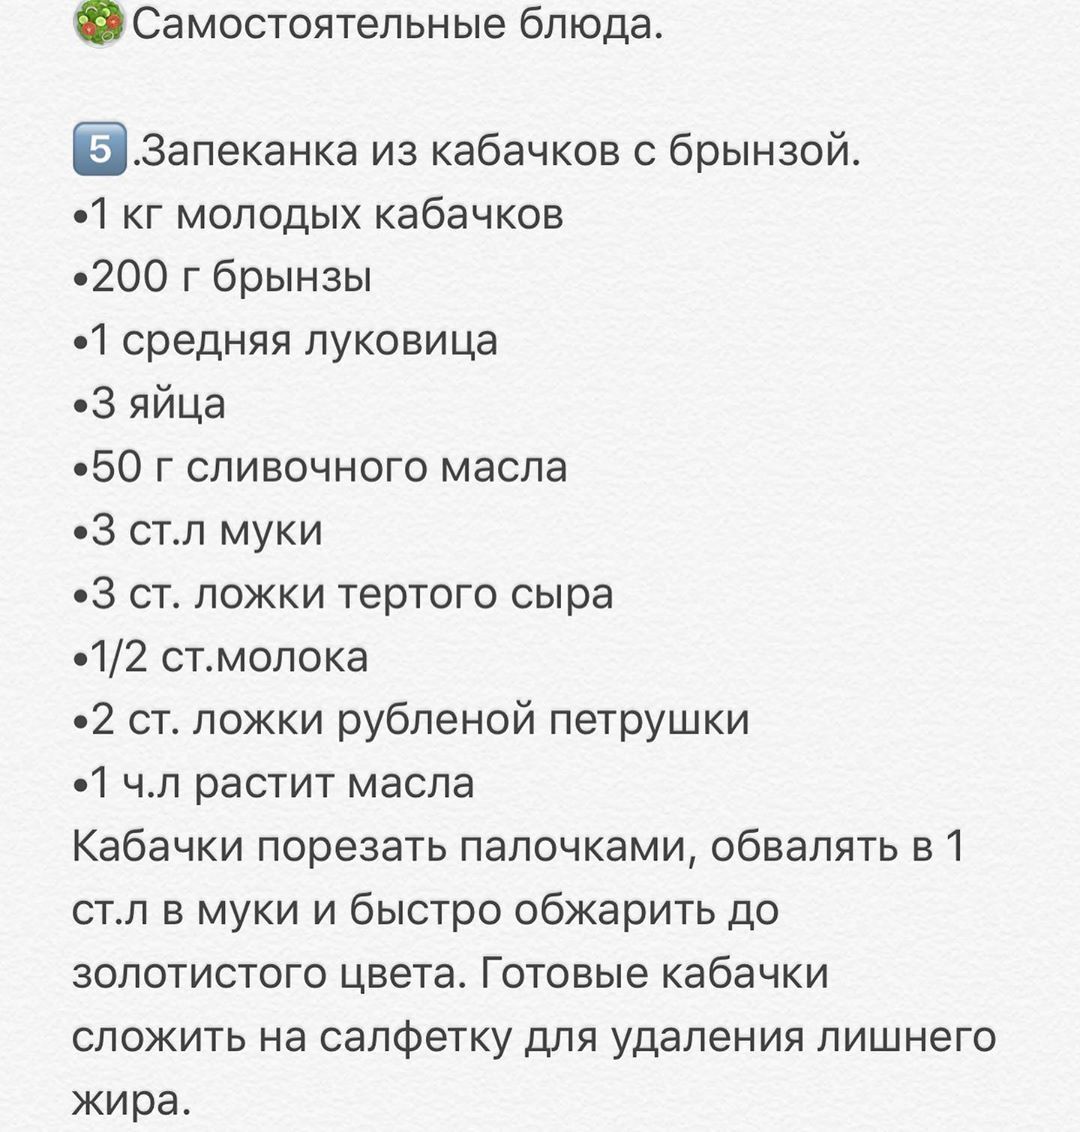 🥗Самостоятельные блюда.
5️⃣.Запеканка из кабачков с брынзой.
•1 кг молодых кабачков
•200 г брынзы
•1 средняя луковица
•3 яйца
•50 г сливочного масла
•3 ст.л муки
•3 ст. ложки тертого сыра
•1/2 ст.молока
•2 ст. ложки рубленой петрушки
•1 ч.л растит масла
Кабачки порезать палочками, обвалять в 1
ст.л в муки и быстро обжарить до
золотистого цвета. Готовые кабачки
сложить на салфетку для удаления лишнего
жира.